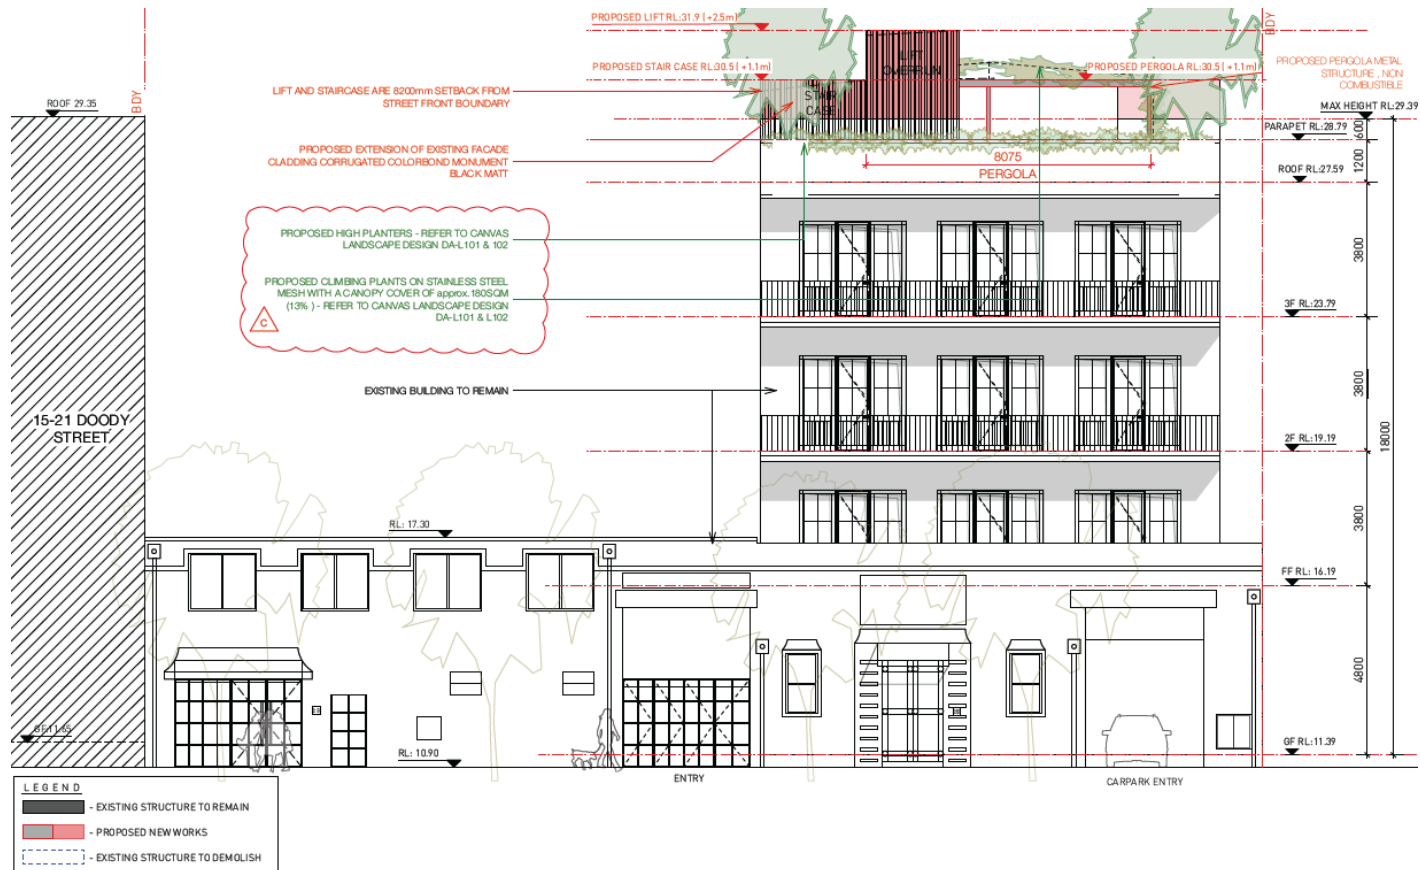 PROPOSED LIFT RL:31.9 (+2.5m)
BDY
PROPOSED STAIR CASE RL:30.5 ( +1.1m)
LIFT
OVERRUN
PROPOSED PERGOLA RL:30.5 ( +1.1m)
PROPOSED PERGOLA METAL
STRUCTURE , NON
COMBUSTIBLE
ROOF 29.35
BDY
LIFT AND STAIRCASE ARE 8200mm SETBACK FROM
STREET FRONT BOUNDARY
STAIR
CASE
MAX HEIGHT RL:29.39
600
PARAPET RL:28.79
PROPOSED EXTENSION OF EXISTING FACADE
CLADDING CORRUGATED COLORBOND MONUMENT
BLACK MATT
8075
PERGOLA
1200
ROOF RL:27.59
PROPOSED HIGH PLANTERS - REFER TO CANVAS
LANDSCAPE DESIGN DA-L101 & 102
3800
PROPOSED CLIMBING PLANTS ON STAINLESS STEEL
MESH WITH A CANOPY COVER OF approx. 180SQM
(13% ) - REFER TO CANVAS LANDSCAPE DESIGN
DA-L101 & L102
C
3F RL:23.79
EXISTING BUILDING TO REMAIN
3800
15-21 DOODY
STREET
2F RL:19.19
18000
RL: 17.30
3800
FF RL: 16.19
4800
GF:11.65
RL: 10.90
GF RL:11.39
ENTRY
CARPARK ENTRY
LEGEND
- EXISTING STRUCTURE TO REMAIN
- PROPOSED NEW WORKS
- EXISTING STRUCTURE TO DEMOLISH